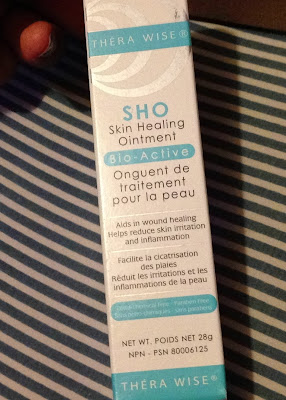 THÉRA WISE®
SHO
Skin Healing
Ointment
Bio-Active
Onguent de
traitement
pour la peau
Aids in wound healing
Helps reduce skin irritation
and inflammation
Facilite la cicatrisation
des plaies
Réduit les irritations et les
inflammations de la peau
NET WT. POIDS NET 28g
NPN - PSN 80006125
THÉRA WISE®